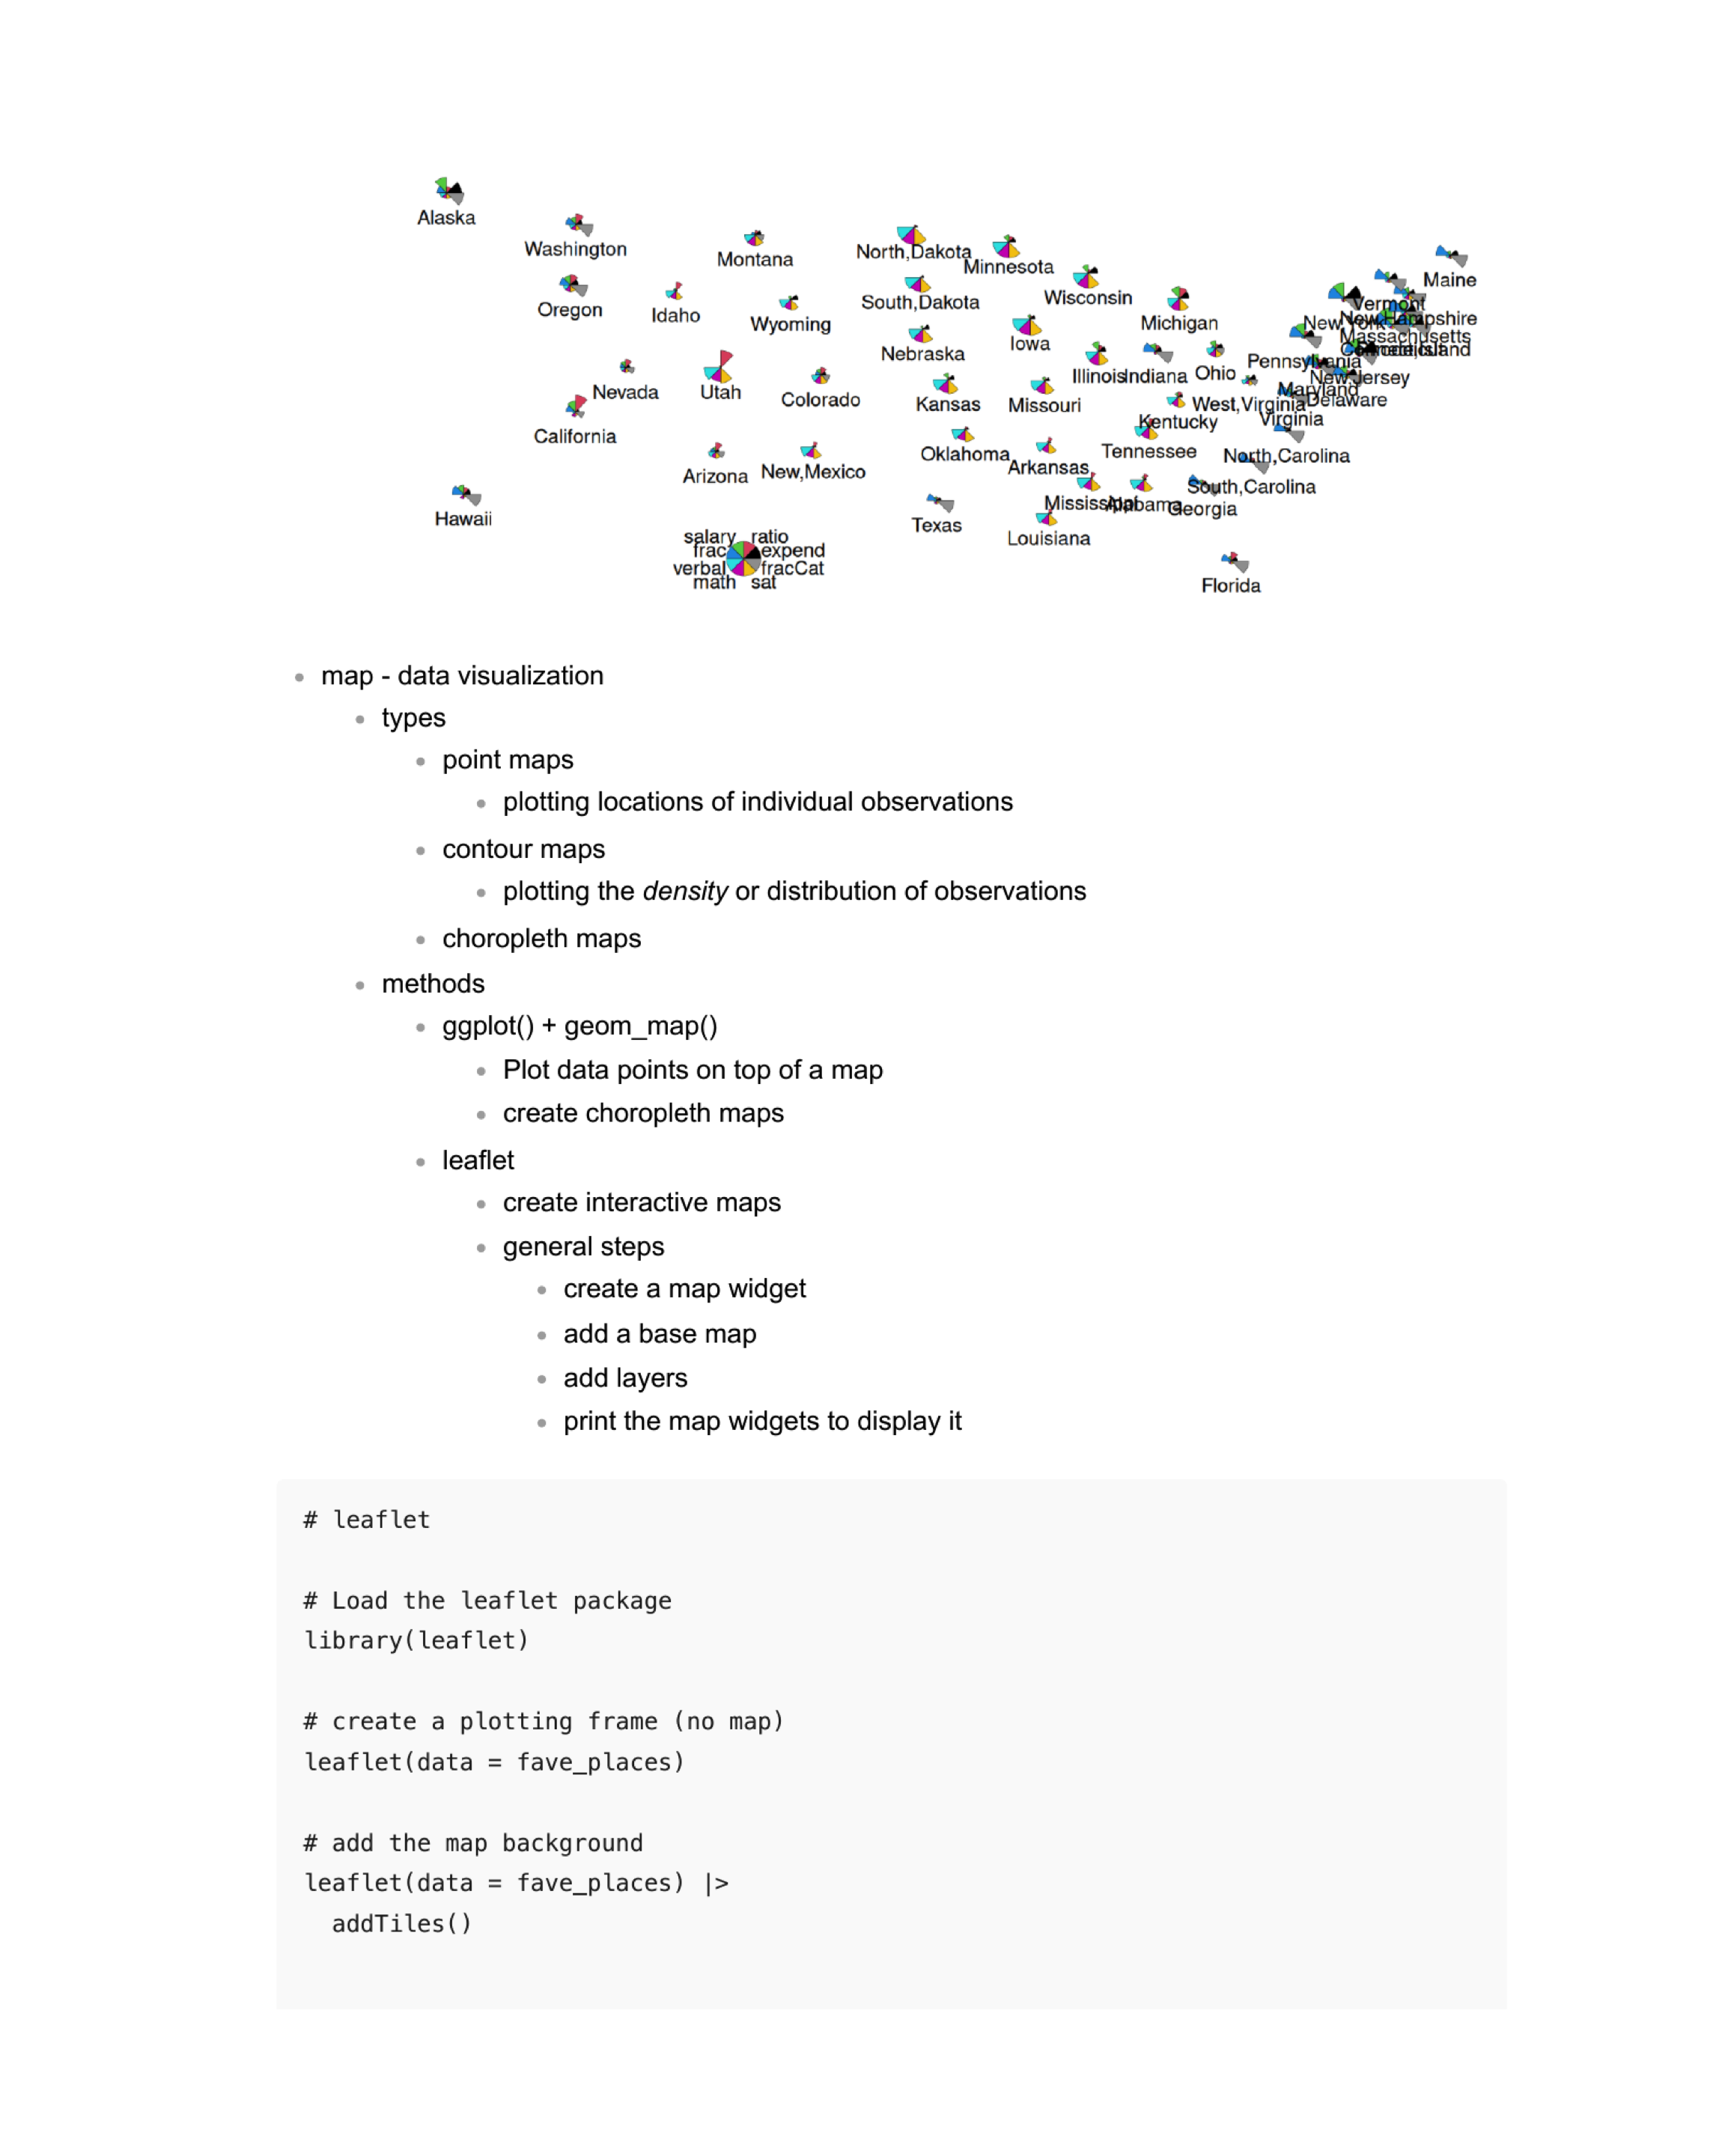 Alaska
Washington
Montana
North,Dakota
Minnesota
Maine
Oregon
Idaho
Wyoming
South,Dakota
Wisconsin
Michigan
Vermont
New,Hampshire
New,York
Massachusetts
Nebraska
Iowa
Illinois
Indiana
Ohio
Pennsylvania
New,Jersey
Nevada
Utah
Colorado
Kansas
Missouri
West,Virginia
Maryland
Delaware
California
Kentucky
Virginia
Arizona
New,Mexico
Oklahoma
Arkansas
Tennessee
North,Carolina
Hawaii
Texas
Mississippi
Alabama
Georgia
South,Carolina
Louisiana
Florida
salary ratio
frac expend
verbal fracCat
math sat
• map - data visualization
• types
• point maps
• plotting locations of individual observations
• contour maps
• plotting the density or distribution of observations
• choropleth maps
• methods
• ggplot() + geom_map()
• Plot data points on top of a map
• create choropleth maps
• leaflet
• create interactive maps
• general steps
• create a map widget
• add a base map
• add layers
• print the map widgets to display it
# leaflet
# Load the leaflet package
library(leaflet)
# create a plotting frame (no map)
leaflet(data = fave_places)
# add the map background
leaflet(data = fave_places) |>
addTiles()